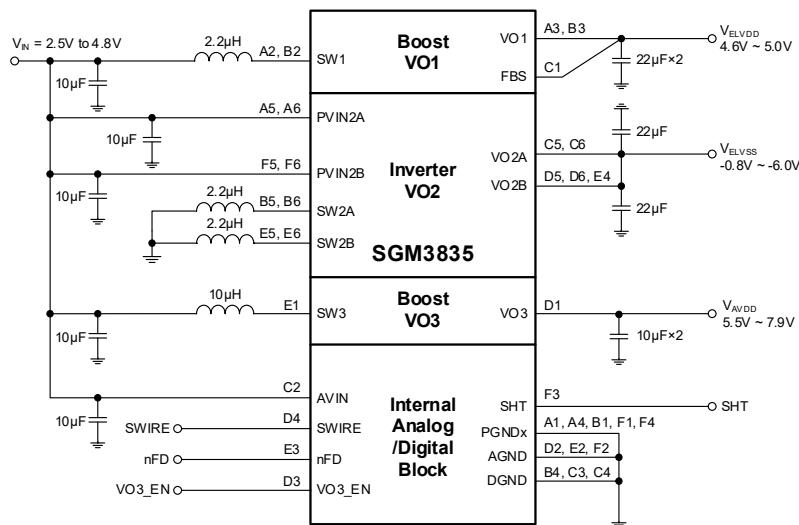 V_IN = 2.5V to 4.8V
2.2μH
A2, B2
SW1
Boost
VO1
VO1
A3, B3
V_ELVDD
4.6V ~ 5.0V
10μF
FBS
C1
22μF×2
A5, A6
PVIN2A
10μF
22μF
F5, F6
PVIN2B
Inverter
VO2
VO2A
C5, C6
V_ELVSS
-0.8V ~ -6.0V
10μF
VO2B
D5, D6, E4
2.2μH
B5, B6
SW2A
22μF
2.2μH
E5, E6
SW2B
SGM3835
10μH
E1
SW3
Boost
VO3
VO3
D1
V_AVDD
5.5V ~ 7.9V
10μF
10μF×2
C2
AVIN
Internal
Analog
/Digital
Block
SHT
F3
SHT
10μF
SWIRE
D4
SWIRE
PGNDx
A1, A4, B1, F1, F4
nFD
E3
nFD
AGND
D2, E2, F2
VO3_EN
D3
VO3_EN
DGND
B4, C3, C4